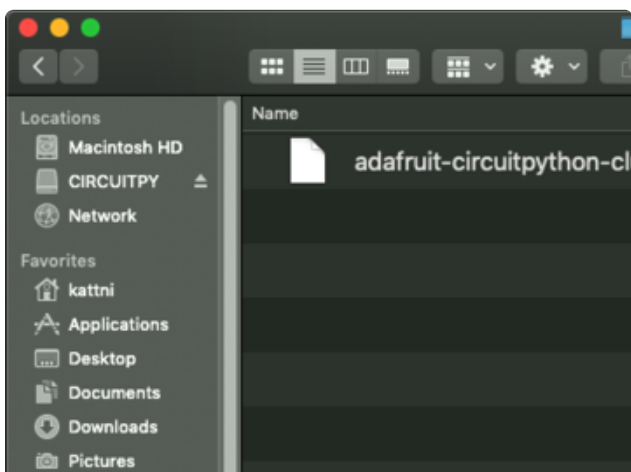 Locations
Macintosh HD
CIRCUITPY
Network
Favorites
kattni
Applications
Desktop
Documents
Downloads
Pictures
Name
adafruit-circuitpython-cl